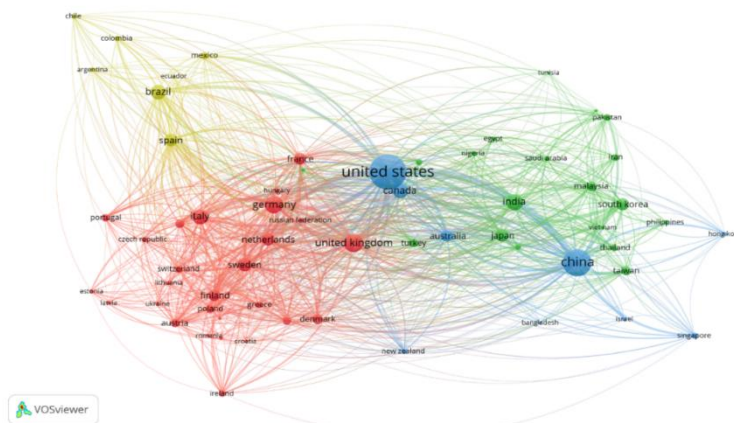 chile
colombia
mexico
argentina
ecuador
brazil
tunisia
pakistan
spain
egypt
nigeria
france
saudi arabia
iran
united states
malaysia
canada
hungary
germany
india
south korea
portugal
italy
russian federation
philippines
vietnam
hong kong
czech republic
netherlands
united kingdom
turkey
australia
japan
thailand
switzerland
sweden
china
taiwan
lithuania
estonia
latvia
ukraine
finland
poland
greece
austria
denmark
bangladesh
israel
romania
croatia
singapore
new zealand
ireland
VOSviewer